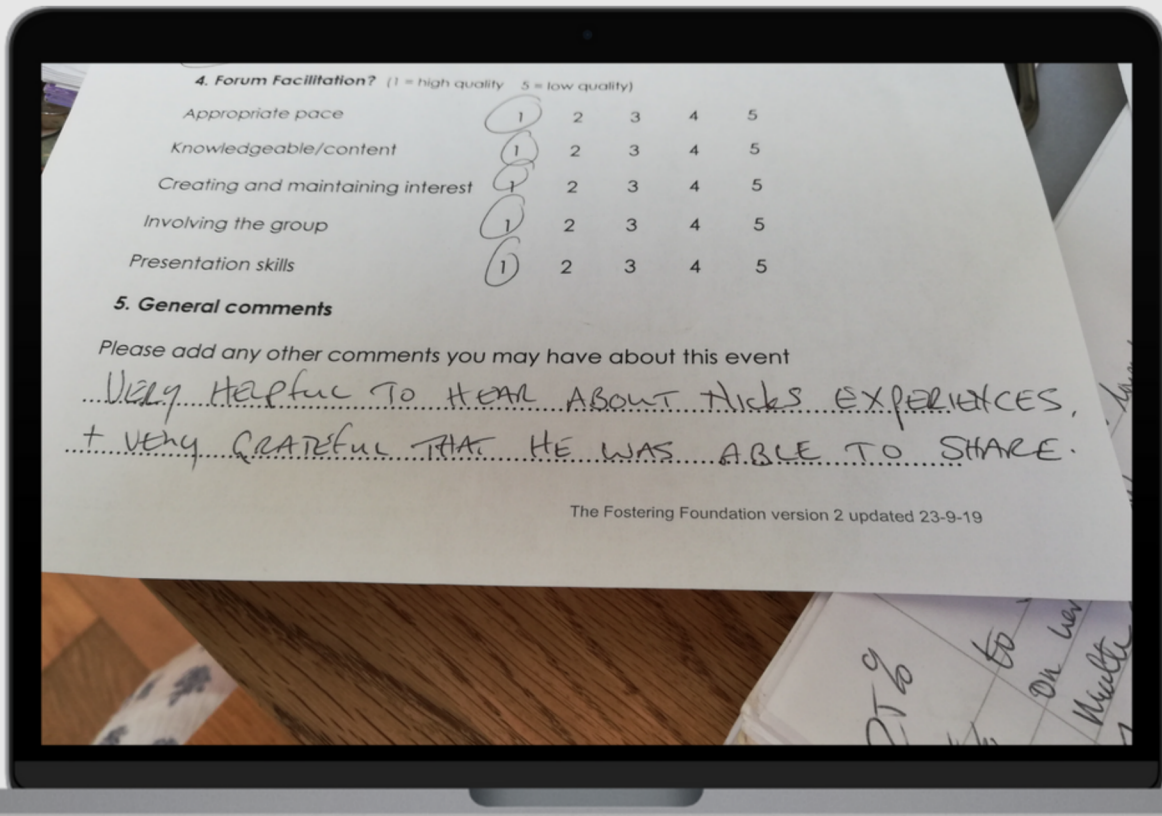 4. Forum Facilitation? (1 = high quality 5 = low quality)
Appropriate pace 1 2 3 4 5
Knowledgeable/content 1 2 3 4 5
Creating and maintaining interest 1 2 3 4 5
Involving the group 1 2 3 4 5
Presentation skills 1 2 3 4 5
5. General comments
Please add any other comments you may have about this event
VERY HELPFUL TO HEAR ABOUT NICKS EXPERIENCES,
+ VERY GRATEFUL THAT HE WAS ABLE TO SHARE.
The Fostering Foundation version 2 updated 23-9-19
to
on her